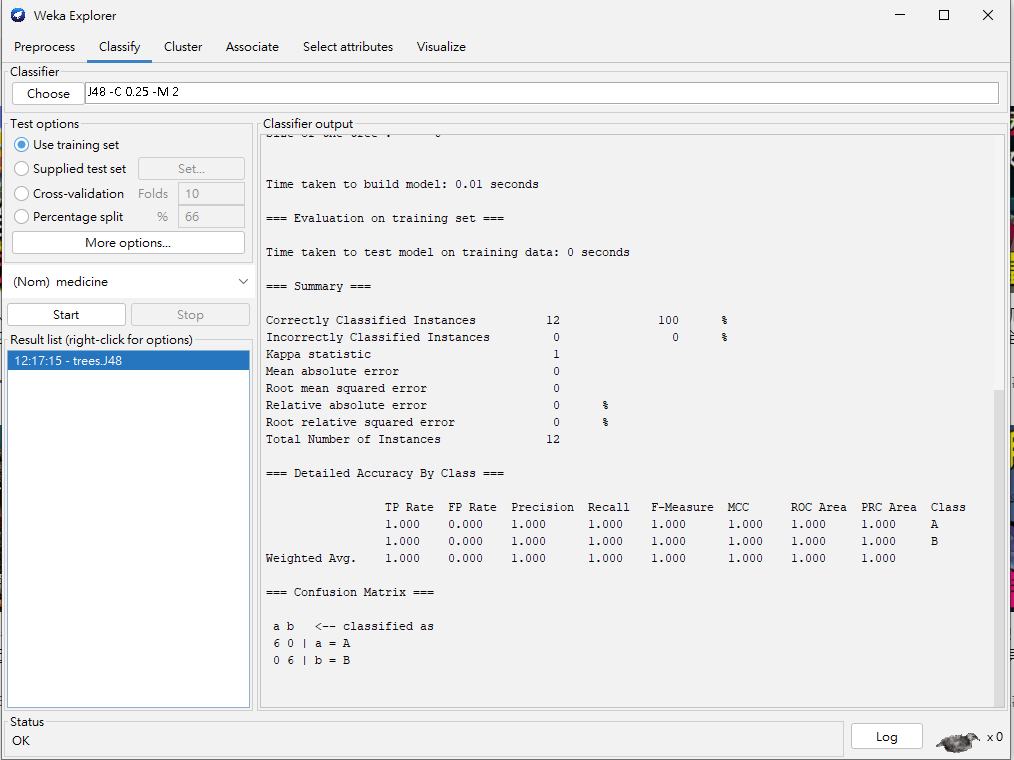 Weka Explorer
Preprocess Classify Cluster Associate Select attributes Visualize
Classifier
Choose J48 -C 0.25 -M 2
Test options
Use training set
Supplied test set Set...
Cross-validation Folds 10
Percentage split % 66
More options...
(Nom) medicine
Start Stop
Result list (right-click for options)
12:17:15 - trees.J48
Classifier output
Time taken to build model: 0.01 seconds
=== Evaluation on training set ===
Time taken to test model on training data: 0 seconds
=== Summary ===
Correctly Classified Instances 12 100 %
Incorrectly Classified Instances 0 0 %
Kappa statistic 1
Mean absolute error 0
Root mean squared error 0
Relative absolute error 0 %
Root relative squared error 0 %
Total Number of Instances 12
=== Detailed Accuracy By Class ===
TP Rate FP Rate Precision Recall F-Measure MCC ROC Area PRC Area Class
1.000 0.000 1.000 1.000 1.000 1.000 1.000 1.000 A
1.000 0.000 1.000 1.000 1.000 1.000 1.000 1.000 B
Weighted Avg. 1.000 0.000 1.000 1.000 1.000 1.000 1.000 1.000
=== Confusion Matrix ===
a b <-- classified as
6 0 | a = A
0 6 | b = B
Status
OK
Log x 0